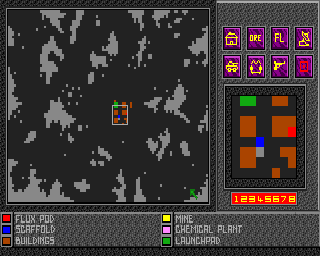 ORE FL
12345678
FLUX POD
MINE
SCAFFOLD
CHEMICAL PLANT
BUILDINGS
LAUNCHPAD